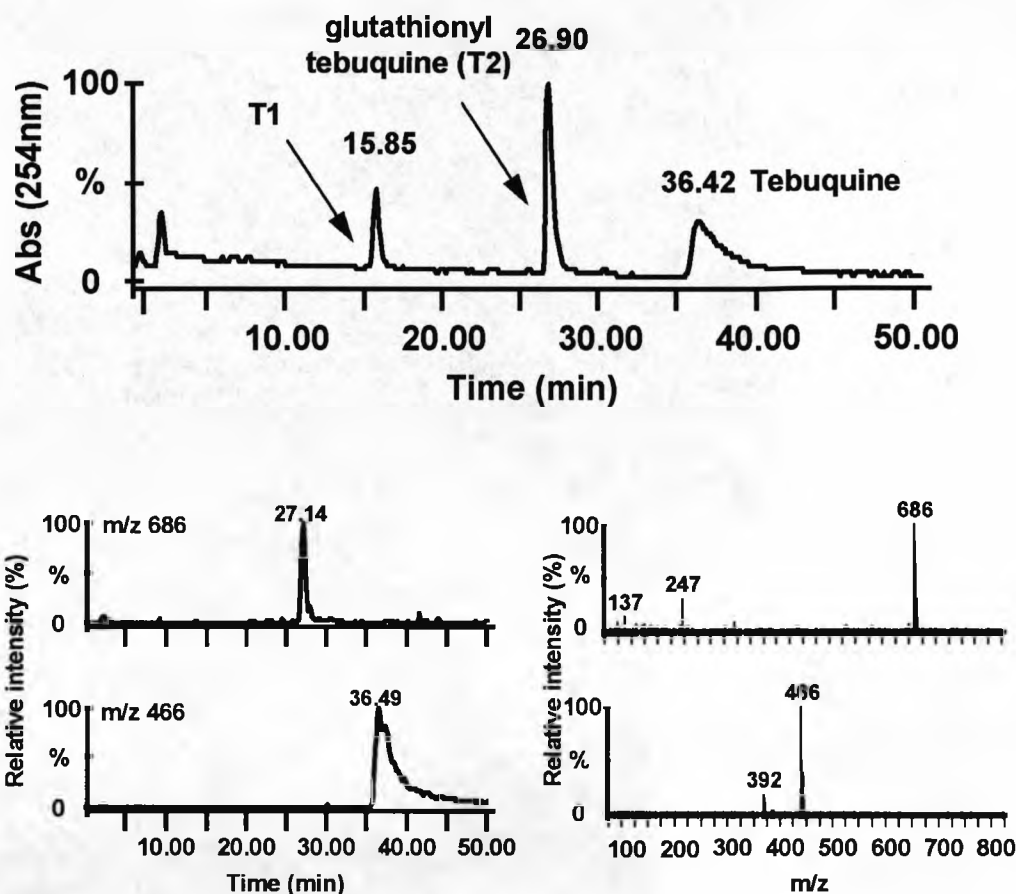 glutathionyl
tebuquine (T2)
26.90
T1
15.85
36.42 Tebuquine
Abs (254nm)
100
%
0
10.00 20.00 30.00 40.00 50.00
Time (min)
Relative intensity (%)
100
%
0
m/z 686
27.14
100
%
0
m/z 466
36.49
10.00 20.00 30.00 40.00 50.00
Time (min)
Relative intensity (%)
100
%
0
137
247
686
100
%
0
392
466
100 200 300 400 500 600 700 800
m/z